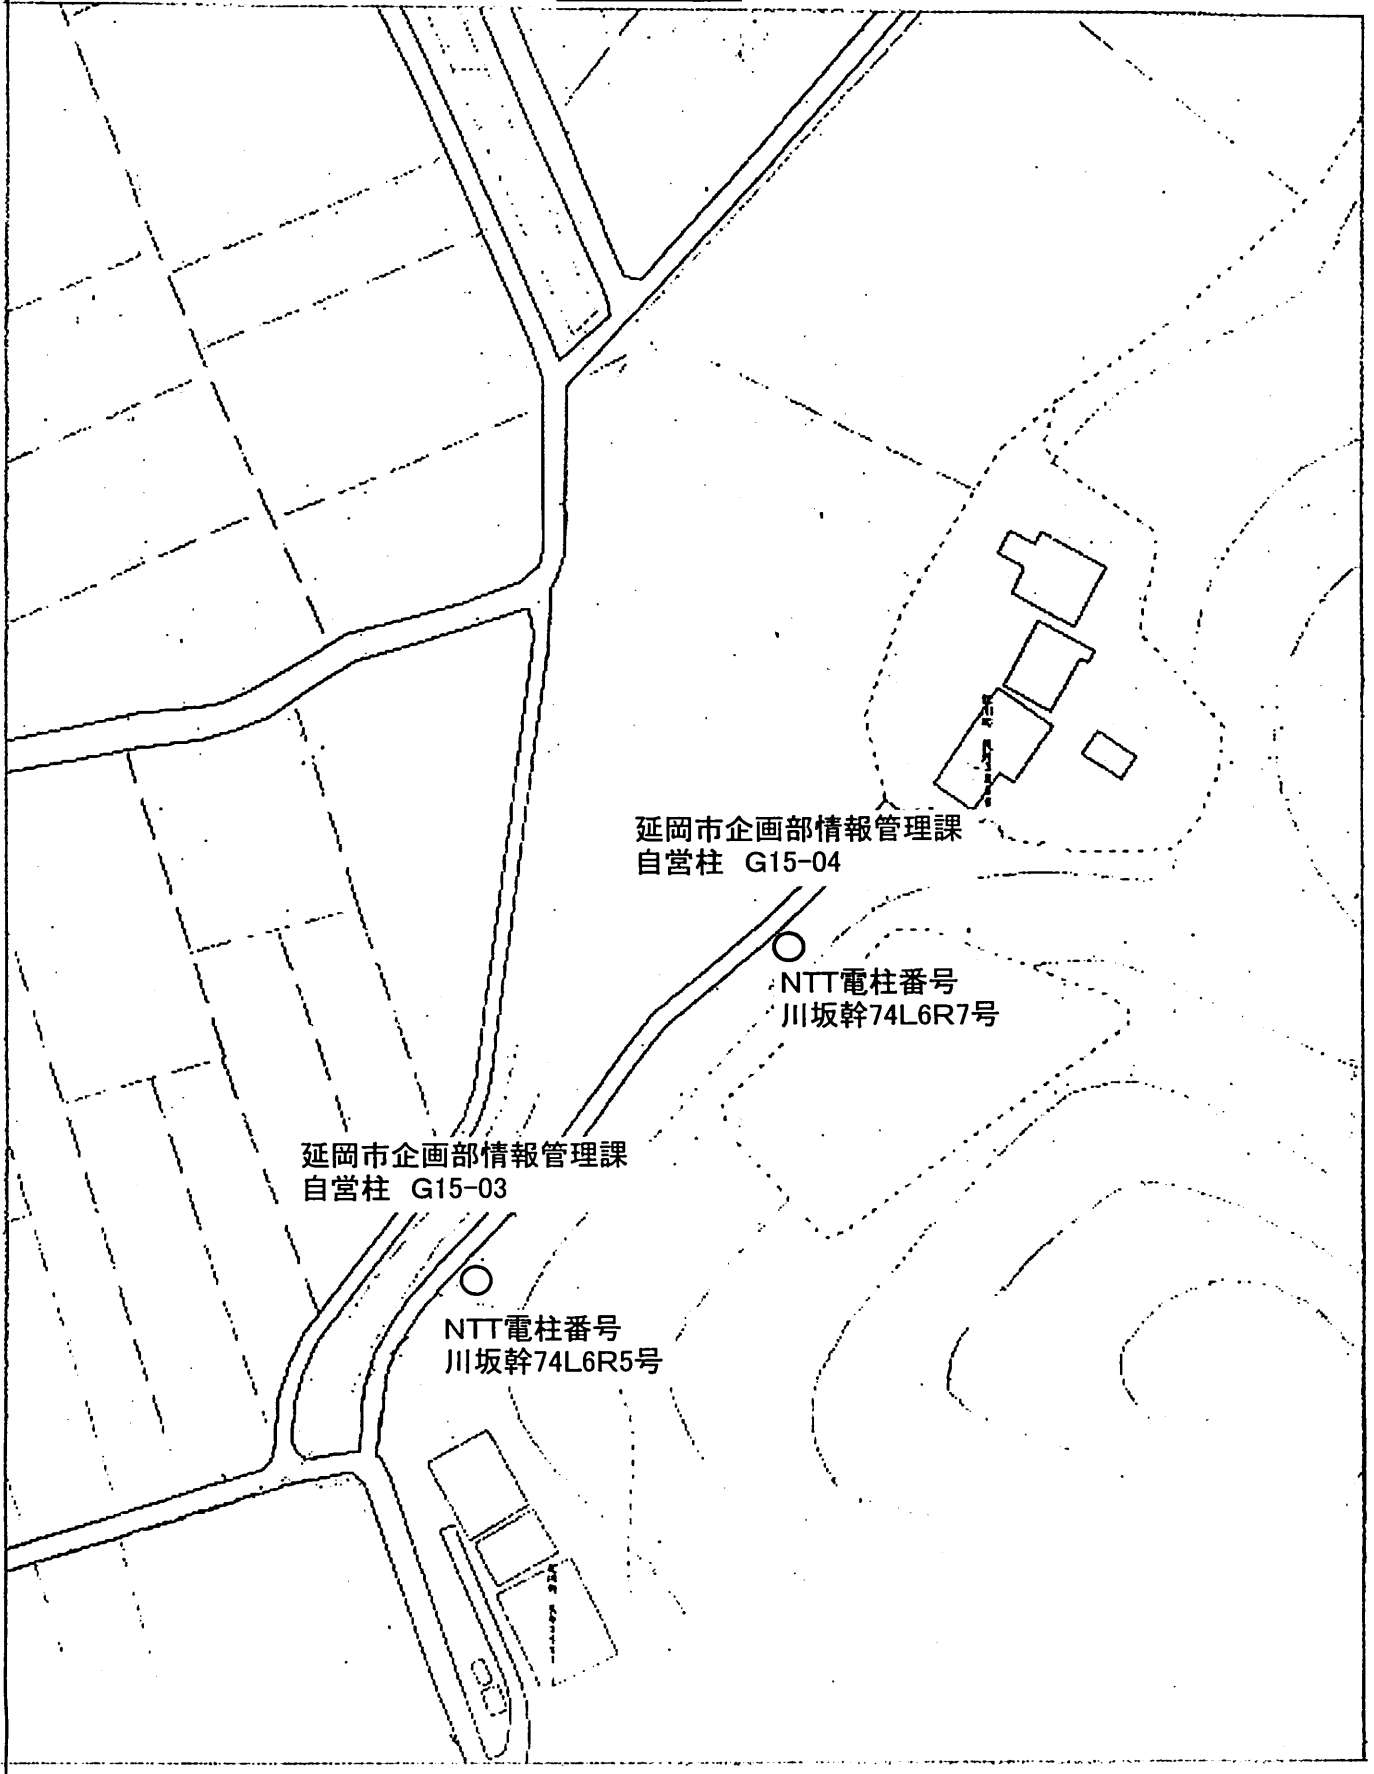 延岡市企画部情報管理課
自営柱 G15-04
NTT電柱番号
川坂幹74L6R7号
延岡市企画部情報管理課
自営柱 G15-03
NTT電柱番号
川坂幹74L6R5号